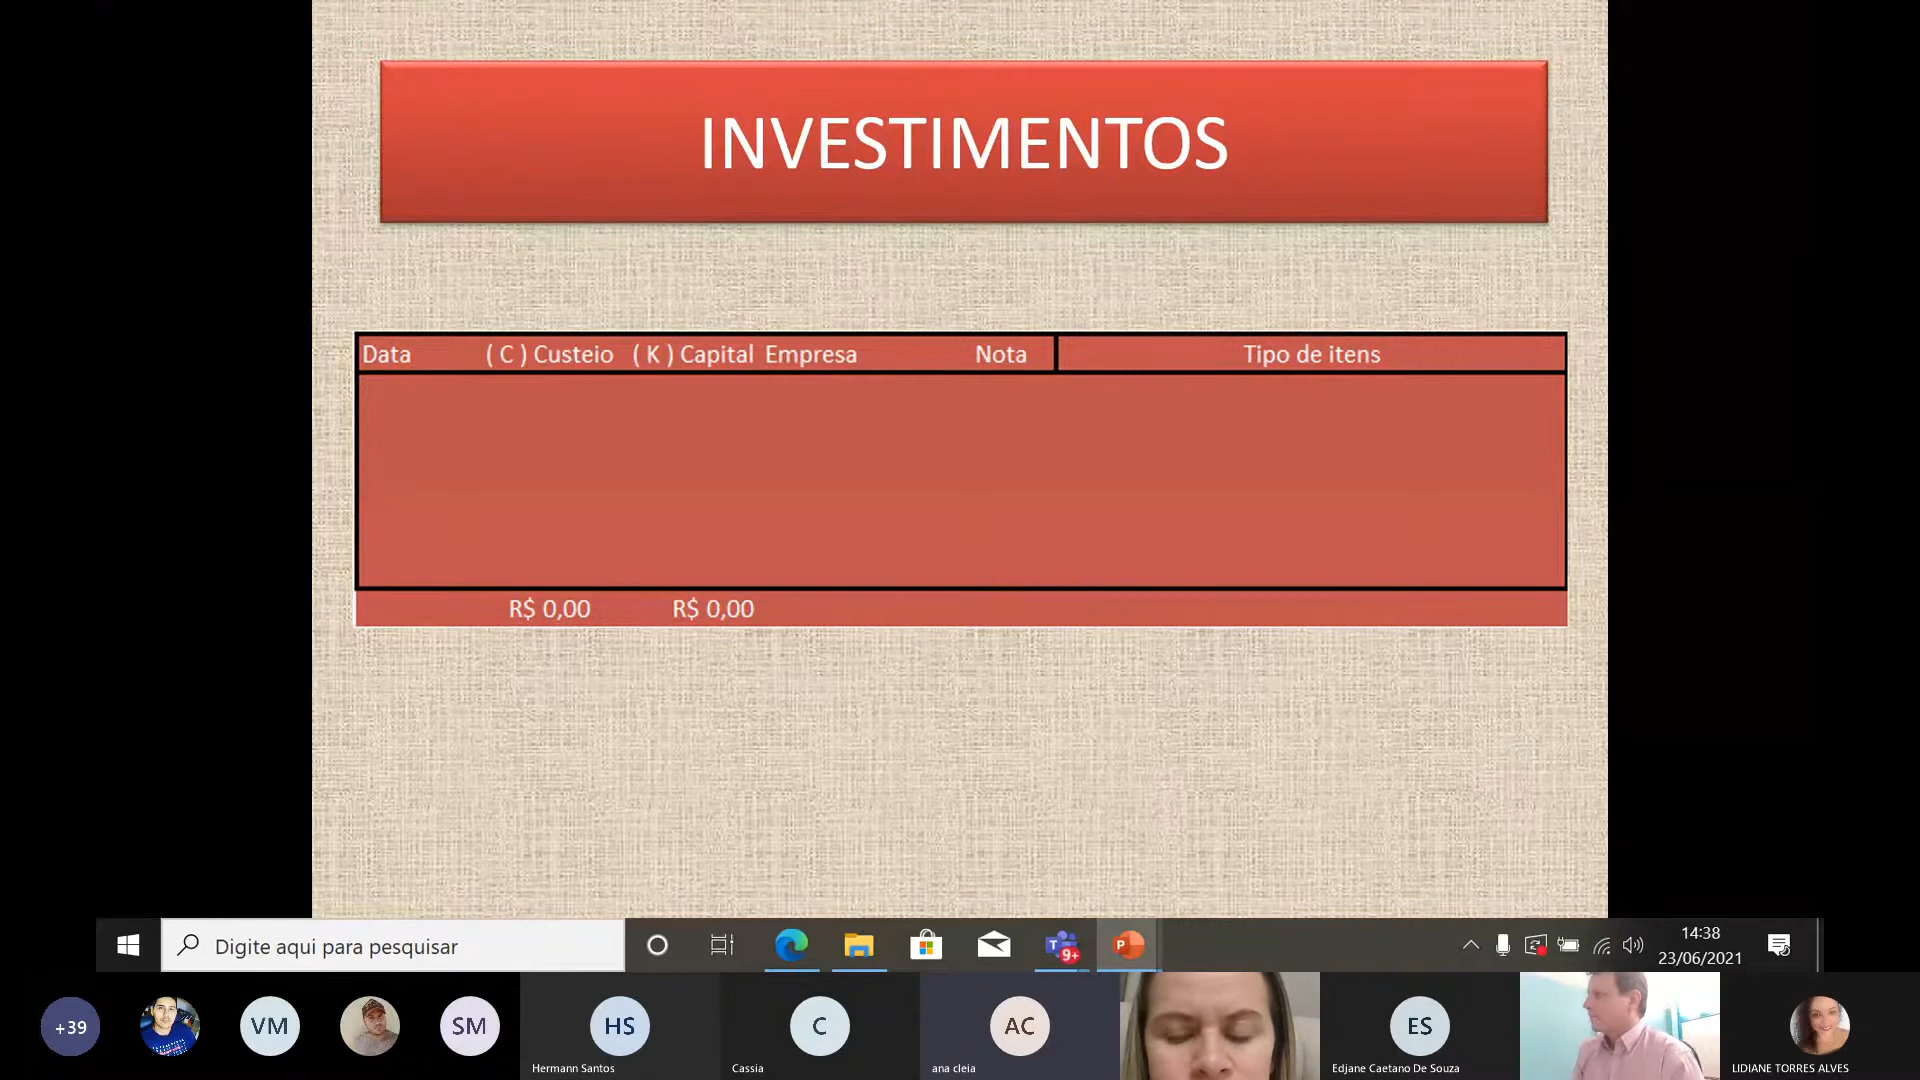 INVESTIMENTOS
Data ( C ) Custeio ( K ) Capital Empresa Nota Tipo de itens
R$ 0,00 R$ 0,00
Digite aqui para pesquisar
T 9+
P
14:38
23/06/2021
+39
VM
SM
HS
C
AC
ES
Hermann Santos
Cassia
ana cleia
Edjane Caetano De Souza
LIDIANE TORRES ALVES